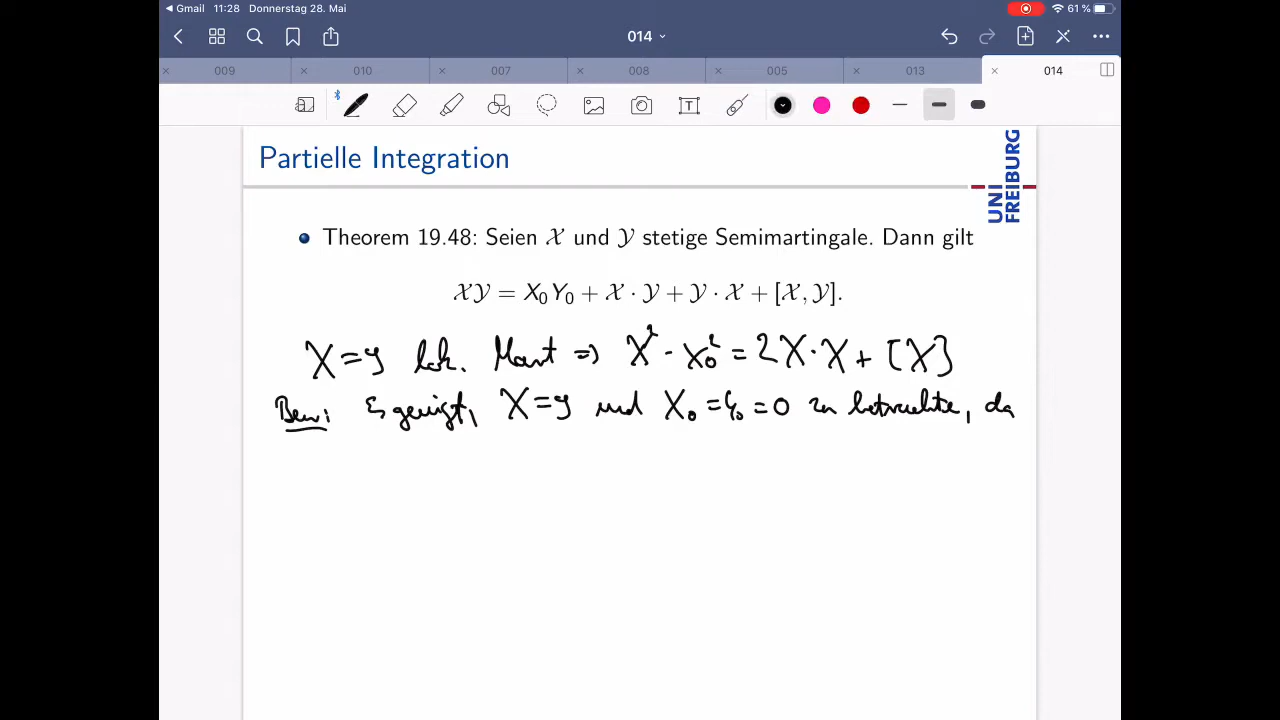 Gmail 11:28 Donnerstag 28. Mai 61 %
014
009 010 007 008 005 013 014
Partielle Integration
UNI FREIBURG
Theorem 19.48: Seien 𝒳 und 𝒴 stetige Semimartingale. Dann gilt
𝒳𝒴 = X₀Y₀ + 𝒳 · 𝒴 + 𝒴 · 𝒳 + [𝒳, 𝒴].
X = Y lok. Mart ⇒ X² - X₀² = 2X · X + [X]
Bew: Es genügt, X = Y und X₀ = Y₀ = 0 zu betrachte, da